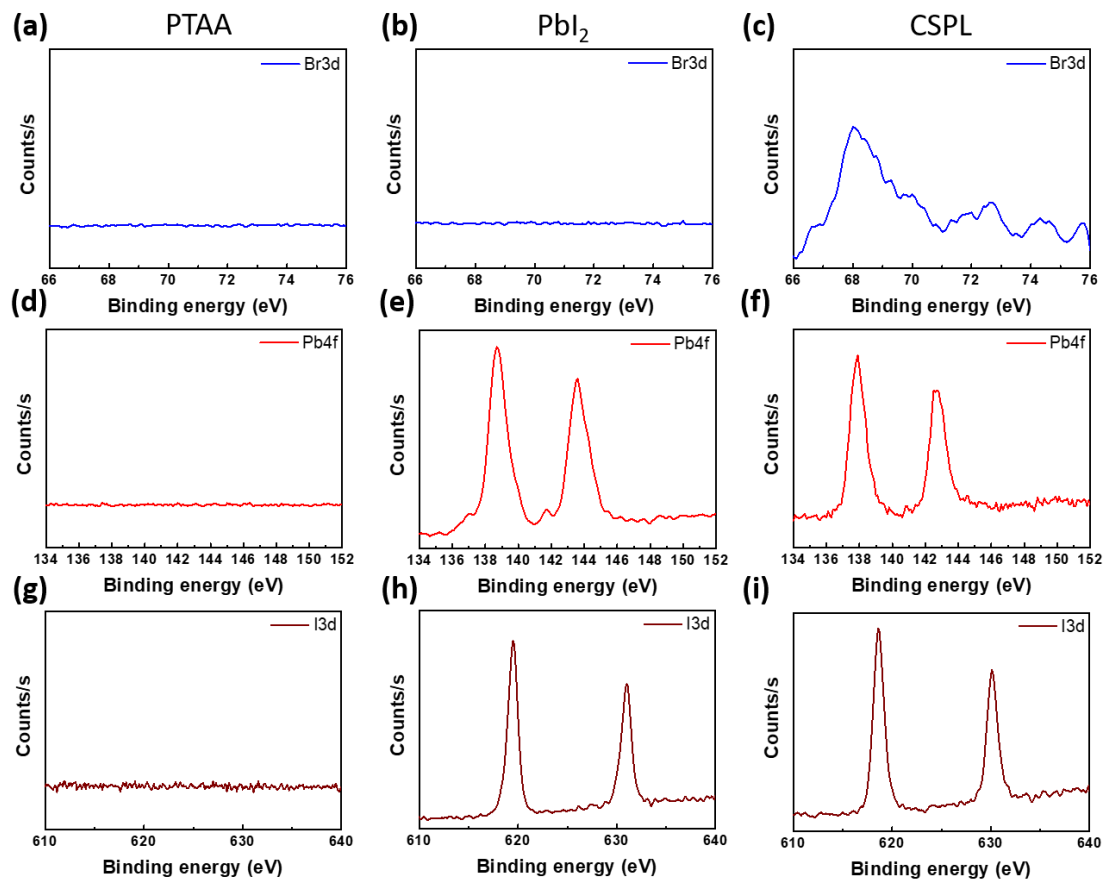 (a) PTAA (b) PbI₂ (c) CSPL
Br3d Br3d Br3d
Counts/s Counts/s Counts/s
66 68 70 72 74 76 66 68 70 72 74 76 66 68 70 72 74 76
Binding energy (eV) Binding energy (eV) Binding energy (eV)
(d) (e) (f)
Pb4f Pb4f Pb4f
Counts/s Counts/s Counts/s
134 136 138 140 142 144 146 148 150 152 134 136 138 140 142 144 146 148 150 152 134 136 138 140 142 144 146 148 150 152
Binding energy (eV) Binding energy (eV) Binding energy (eV)
(g) (h) (i)
I3d I3d I3d
Counts/s Counts/s Counts/s
610 620 630 640 610 620 630 640 610 620 630 640
Binding energy (eV) Binding energy (eV) Binding energy (eV)